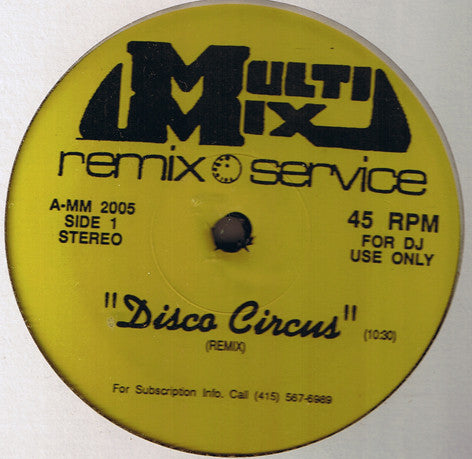 MULTI
MIX
remix service
A-MM 2005
SIDE 1
STEREO
45 RPM
FOR DJ
USE ONLY
"Disco Circus" (10:30)
(REMIX)
For Subscription Info. Call (415) 567-6989